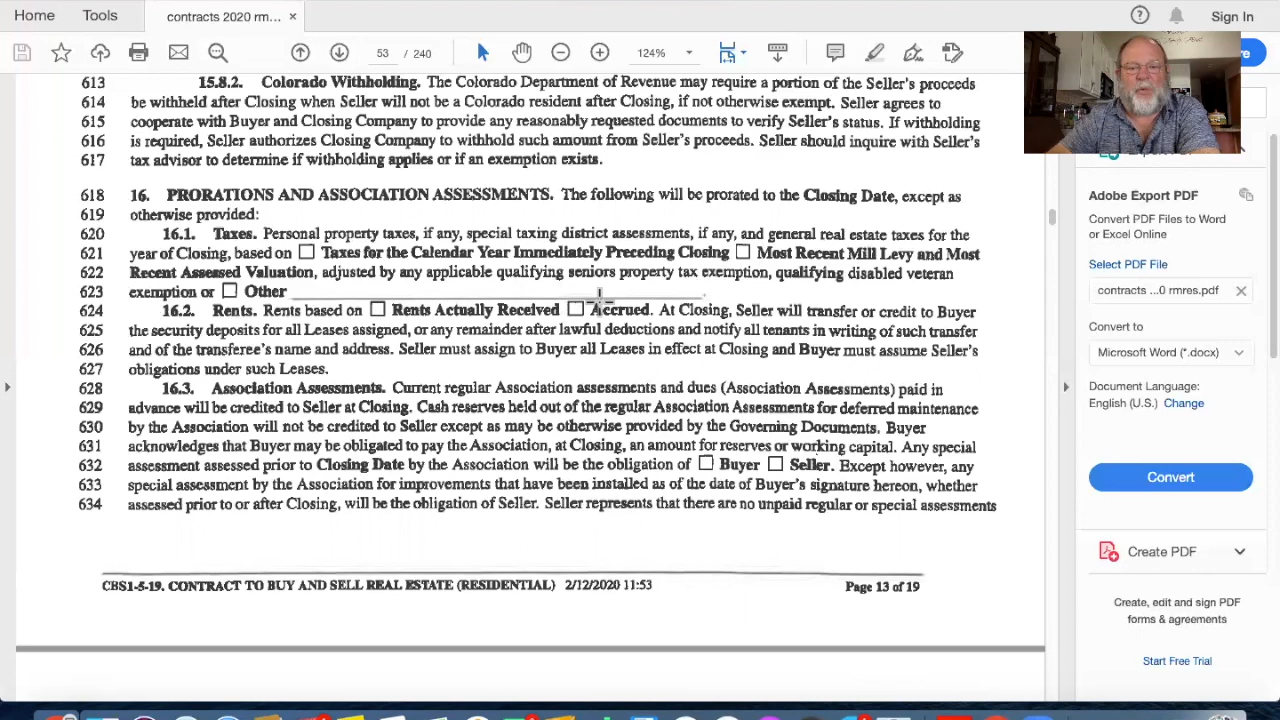 Home Tools contracts 2020 rm... × Sign In
53 / 240 124%
613 15.8.2. Colorado Withholding. The Colorado Department of Revenue may require a portion of the Seller's proceeds
614 be withheld after Closing when Seller will not be a Colorado resident after Closing, if not otherwise exempt. Seller agrees to
615 cooperate with Buyer and Closing Company to provide any reasonably requested documents to verify Seller's status. If withholding
616 is required, Seller authorizes Closing Company to withhold such amount from Seller's proceeds. Seller should inquire with Seller's
617 tax advisor to determine if withholding applies or if an exemption exists.
618 16. PRORATIONS AND ASSOCIATION ASSESSMENTS. The following will be prorated to the Closing Date, except as
619 otherwise provided:
620 16.1. Taxes. Personal property taxes, if any, special taxing district assessments, if any, and general real estate taxes for the
621 year of Closing, based on ☐ Taxes for the Calendar Year Immediately Preceding Closing ☐ Most Recent Mill Levy and Most
622 Recent Assessed Valuation, adjusted by any applicable qualifying seniors property tax exemption, qualifying disabled veteran
623 exemption or ☐ Other
624 16.2. Rents. Rents based on ☐ Rents Actually Received ☐ Accrued. At Closing, Seller will transfer or credit to Buyer
625 the security deposits for all Leases assigned, or any remainder after lawful deductions and notify all tenants in writing of such transfer
626 and of the transferee's name and address. Seller must assign to Buyer all Leases in effect at Closing and Buyer must assume Seller's
627 obligations under such Leases.
628 16.3. Association Assessments. Current regular Association assessments and dues (Association Assessments) paid in
629 advance will be credited to Seller at Closing. Cash reserves held out of the regular Association Assessments for deferred maintenance
630 by the Association will not be credited to Seller except as may be otherwise provided by the Governing Documents. Buyer
631 acknowledges that Buyer may be obligated to pay the Association, at Closing, an amount for reserves or working capital. Any special
632 assessment assessed prior to Closing Date by the Association will be the obligation of ☐ Buyer ☐ Seller. Except however, any
633 special assessment by the Association for improvements that have been installed as of the date of Buyer's signature hereon, whether
634 assessed prior to or after Closing, will be the obligation of Seller. Seller represents that there are no unpaid regular or special assessments
CBS1-5-19. CONTRACT TO BUY AND SELL REAL ESTATE (RESIDENTIAL) 2/12/2020 11:53 Page 13 of 19
Adobe Export PDF
Convert PDF Files to Word
or Excel Online
Select PDF File
contracts ...0 rmres.pdf
Convert to
Microsoft Word (*.docx)
Document Language:
English (U.S.) Change
Convert
Create PDF
Create, edit and sign PDF
forms & agreements
Start Free Trial